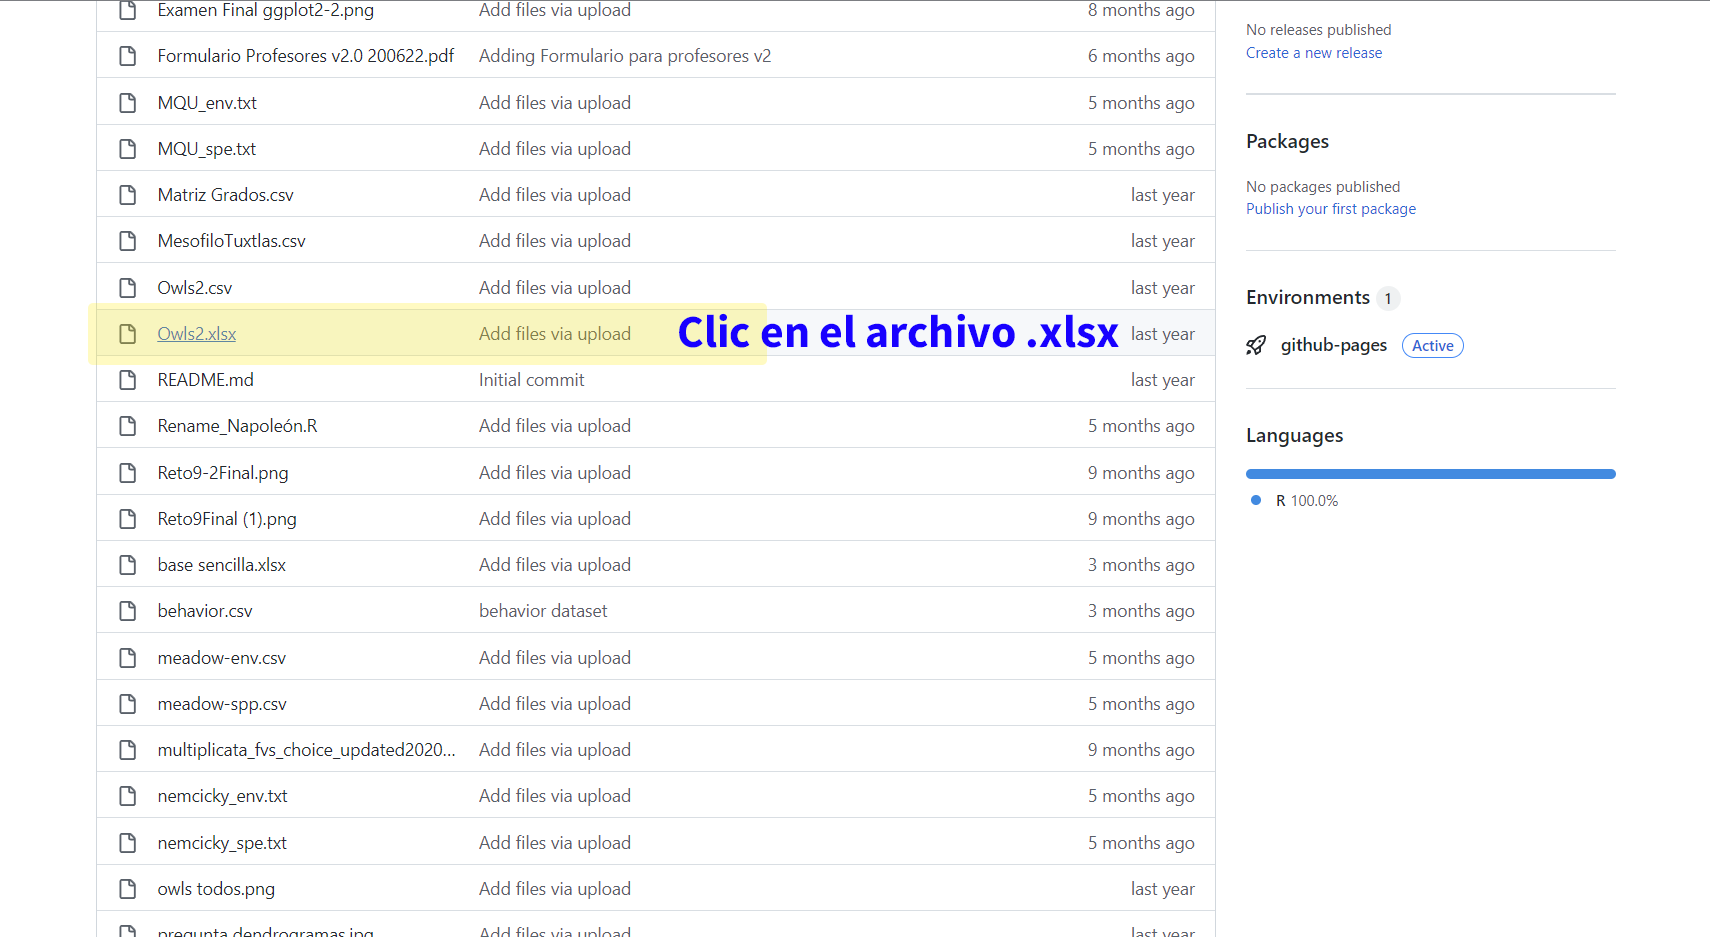 Examen Final ggplot2-2.png Add files via upload 8 months ago
Formulario Profesores v2.0 200622.pdf Adding Formulario para profesores v2 6 months ago
MQU_env.txt Add files via upload 5 months ago
MQU_spe.txt Add files via upload 5 months ago
Matriz Grados.csv Add files via upload last year
MesofiloTuxtlas.csv Add files via upload last year
Owls2.csv Add files via upload last year
Owls2.xlsx Add files via upload Clic en el archivo .xlsx last year
README.md Initial commit last year
Rename_Napoleón.R Add files via upload 5 months ago
Reto9-2Final.png Add files via upload 9 months ago
Reto9Final (1).png Add files via upload 9 months ago
base sencilla.xlsx Add files via upload 3 months ago
behavior.csv behavior dataset 3 months ago
meadow-env.csv Add files via upload 5 months ago
meadow-spp.csv Add files via upload 5 months ago
multiplicata_fvs_choice_updated2020... Add files via upload 9 months ago
nemcicky_env.txt Add files via upload 5 months ago
nemcicky_spe.txt Add files via upload 5 months ago
owls todos.png Add files via upload last year
pregunta dendrogramas.jpg Add files via upload last year
No releases published
Create a new release
Packages
No packages published
Publish your first package
Environments 1
github-pages Active
Languages
R 100.0%